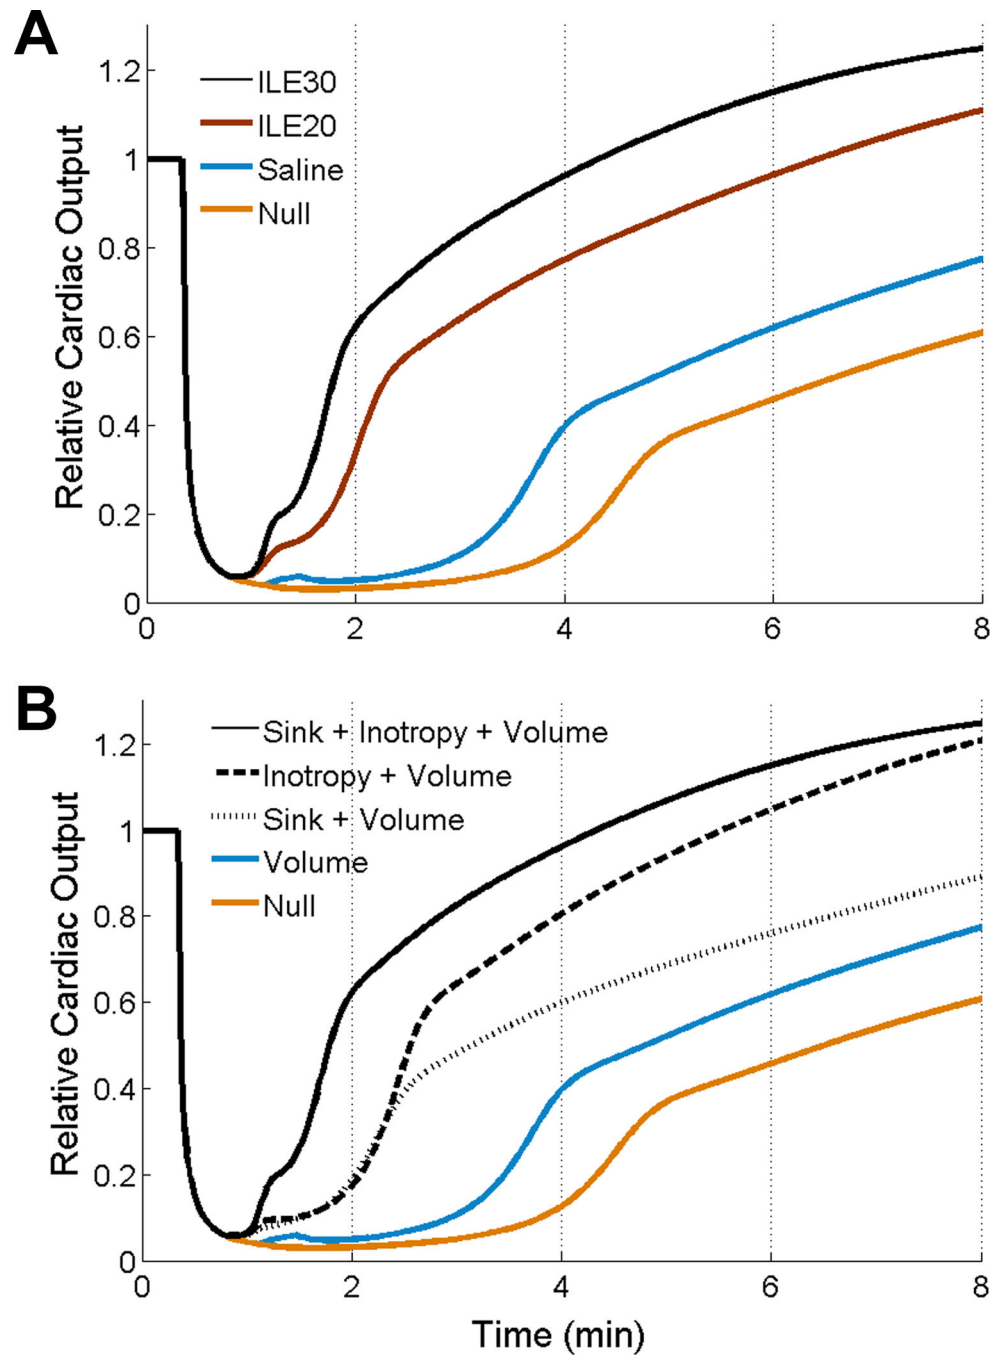 A
Relative Cardiac Output
1.2
1
0.8
0.6
0.4
0.2
0
ILE30
ILE20
Saline
Null
0 2 4 6 8
B
Relative Cardiac Output
1.2
1
0.8
0.6
0.4
0.2
0
Sink + Inotropy + Volume
Inotropy + Volume
Sink + Volume
Volume
Null
0 2 4 6 8
Time (min)